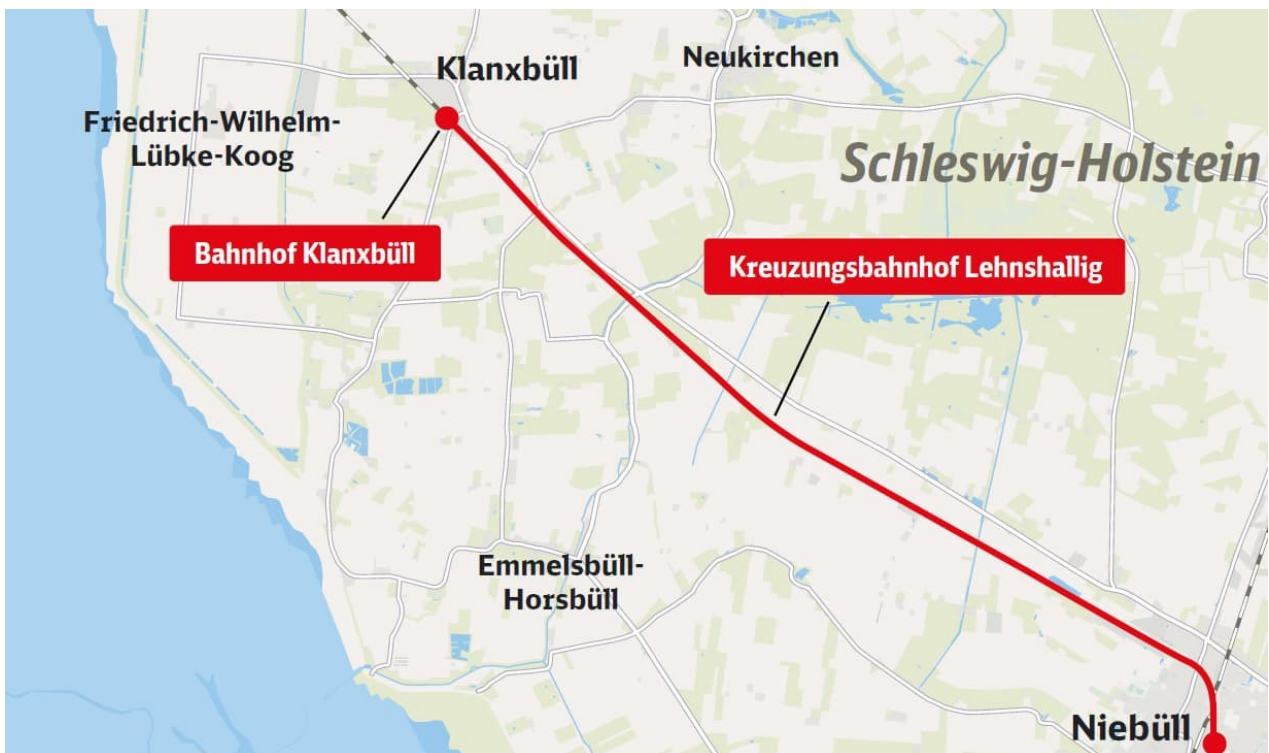 Klanxbüll
Neukirchen
Friedrich-Wilhelm-
Lübke-Koog
Schleswig-Holstein
Bahnhof Klanxbüll
Kreuzungsbahnhof Lehnshallig
Emmelsbüll-
Horsbüll
Niebüll